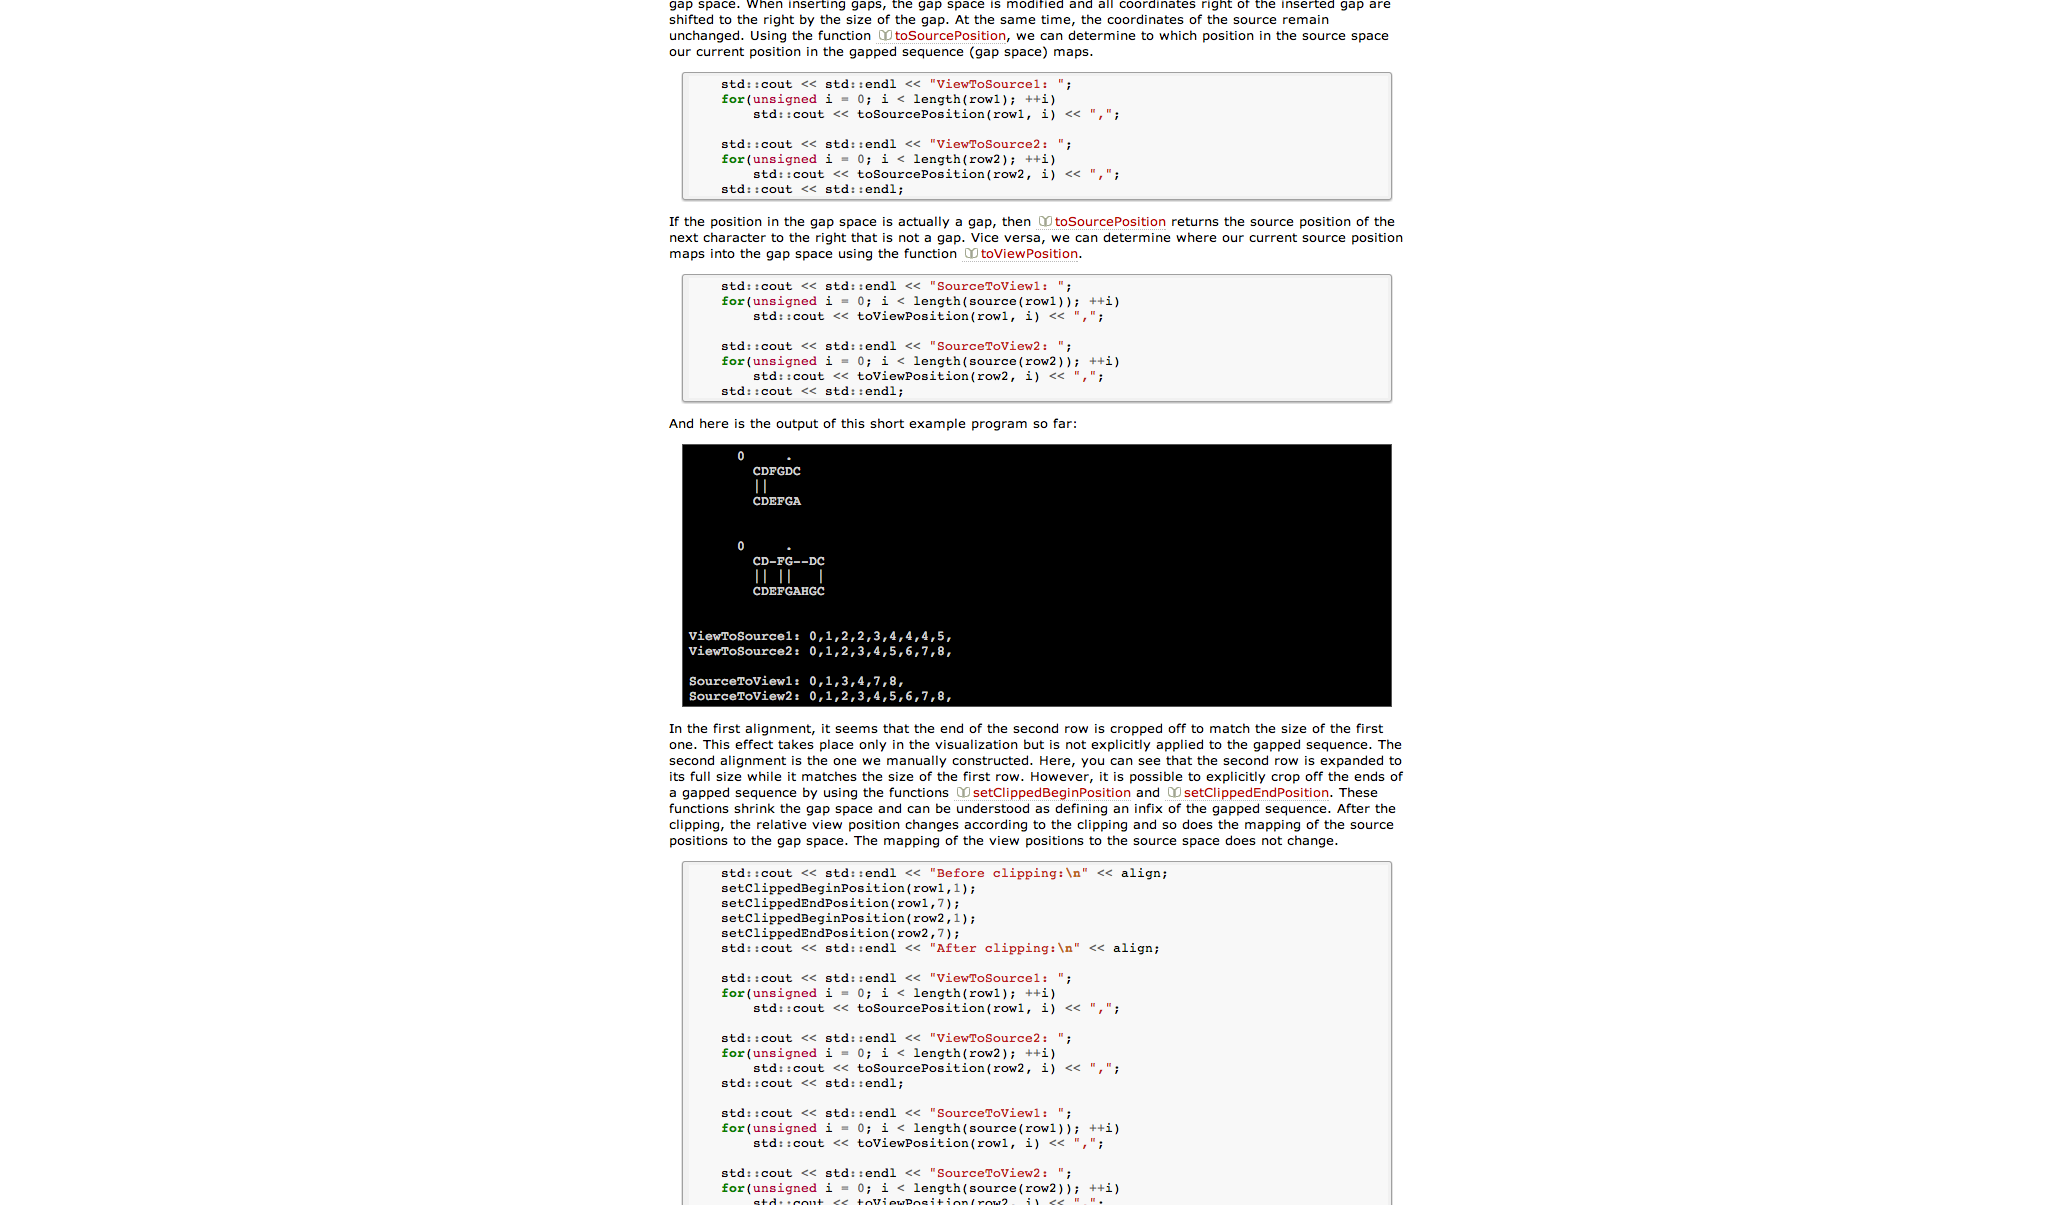 gap space. When inserting gaps, the gap space is modified and all coordinates right of the inserted gap are
shifted to the right by the size of the gap. At the same time, the coordinates of the source remain
unchanged. Using the function toSourcePosition, we can determine to which position in the source space
our current position in the gapped sequence (gap space) maps.
std::cout << std::endl << "ViewToSource1: ";
for(unsigned i = 0; i < length(row1); ++i)
std::cout << toSourcePosition(row1, i) << ",";
std::cout << std::endl << "ViewToSource2: ";
for(unsigned i = 0; i < length(row2); ++i)
std::cout << toSourcePosition(row2, i) << ",";
std::cout << std::endl;
If the position in the gap space is actually a gap, then toSourcePosition returns the source position of the
next character to the right that is not a gap. Vice versa, we can determine where our current source position
maps into the gap space using the function toViewPosition.
std::cout << std::endl << "SourceToView1: ";
for(unsigned i = 0; i < length(source(row1)); ++i)
std::cout << toViewPosition(row1, i) << ",";
std::cout << std::endl << "SourceToView2: ";
for(unsigned i = 0; i < length(source(row2)); ++i)
std::cout << toViewPosition(row2, i) << ",";
std::cout << std::endl;
And here is the output of this short example program so far:
0     .
CDFGDC
||
CDEFGA
0     .
CD-FG--DC
|| ||   |
CDEFGAHGC
ViewToSource1: 0,1,2,2,3,4,4,4,5,
ViewToSource2: 0,1,2,3,4,5,6,7,8,
SourceToView1: 0,1,3,4,7,8,
SourceToView2: 0,1,2,3,4,5,6,7,8,
In the first alignment, it seems that the end of the second row is cropped off to match the size of the first
one. This effect takes place only in the visualization but is not explicitly applied to the gapped sequence. The
second alignment is the one we manually constructed. Here, you can see that the second row is expanded to
its full size while it matches the size of the first row. However, it is possible to explicitly crop off the ends of
a gapped sequence by using the functions setClippedBeginPosition and setClippedEndPosition. These
functions shrink the gap space and can be understood as defining an infix of the gapped sequence. After the
clipping, the relative view position changes according to the clipping and so does the mapping of the source
positions to the gap space. The mapping of the view positions to the source space does not change.
std::cout << std::endl << "Before clipping:\n" << align;
setClippedBeginPosition(row1,1);
setClippedEndPosition(row1,7);
setClippedBeginPosition(row2,1);
setClippedEndPosition(row2,7);
std::cout << std::endl << "After clipping:\n" << align;
std::cout << std::endl << "ViewToSource1: ";
for(unsigned i = 0; i < length(row1); ++i)
std::cout << toSourcePosition(row1, i) << ",";
std::cout << std::endl << "ViewToSource2: ";
for(unsigned i = 0; i < length(row2); ++i)
std::cout << toSourcePosition(row2, i) << ",";
std::cout << std::endl;
std::cout << std::endl << "SourceToView1: ";
for(unsigned i = 0; i < length(source(row1)); ++i)
std::cout << toViewPosition(row1, i) << ",";
std::cout << std::endl << "SourceToView2: ";
for(unsigned i = 0; i < length(source(row2)); ++i)
std::cout << toViewPosition(row2, i) << ",";